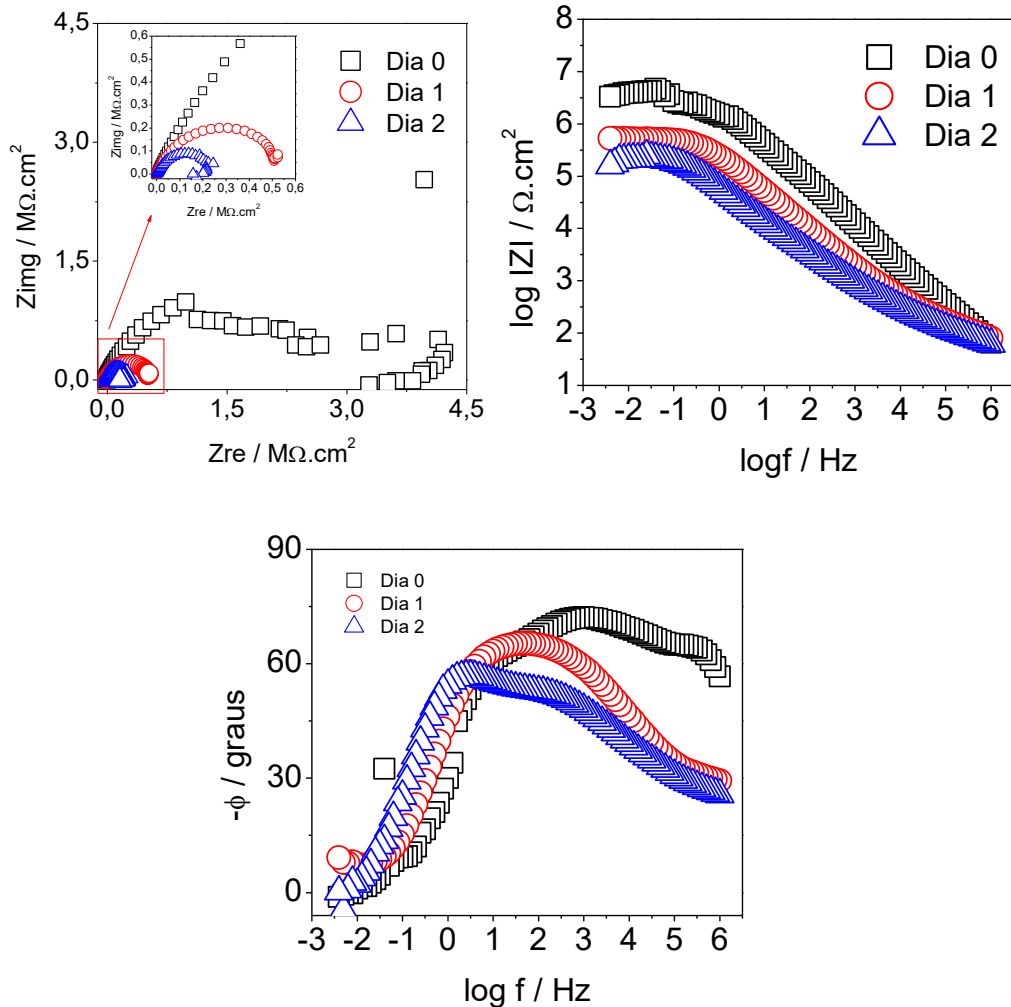 4,5
3,0
1,5
0,0
Zimg / MΩ.cm²
0,0 1,5 3,0 4,5
Zre / MΩ.cm²
0,6
0,5
0,4
0,3
0,2
0,1
0,0
Zimg / MΩ.cm²
0,0 0,1 0,2 0,3 0,4 0,5 0,6
Zre / MΩ.cm²
Dia 0
Dia 1
Dia 2
8
7
6
5
4
3
2
1
log |Z| / Ω.cm²
-3 -2 -1 0 1 2 3 4 5 6
logf / Hz
Dia 0
Dia 1
Dia 2
90
60
30
0
-ϕ / graus
-3 -2 -1 0 1 2 3 4 5 6
log f / Hz
Dia 0
Dia 1
Dia 2